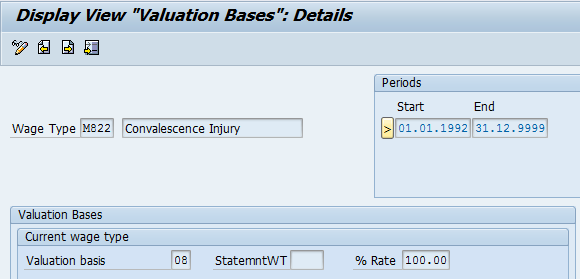 Display View "Valuation Bases": Details
Periods
Start End
Wage Type M822 Convalescence Injury > 01.01.1992 31.12.9999
Valuation Bases
Current wage type
Valuation basis 08 StatemntWT % Rate 100.00